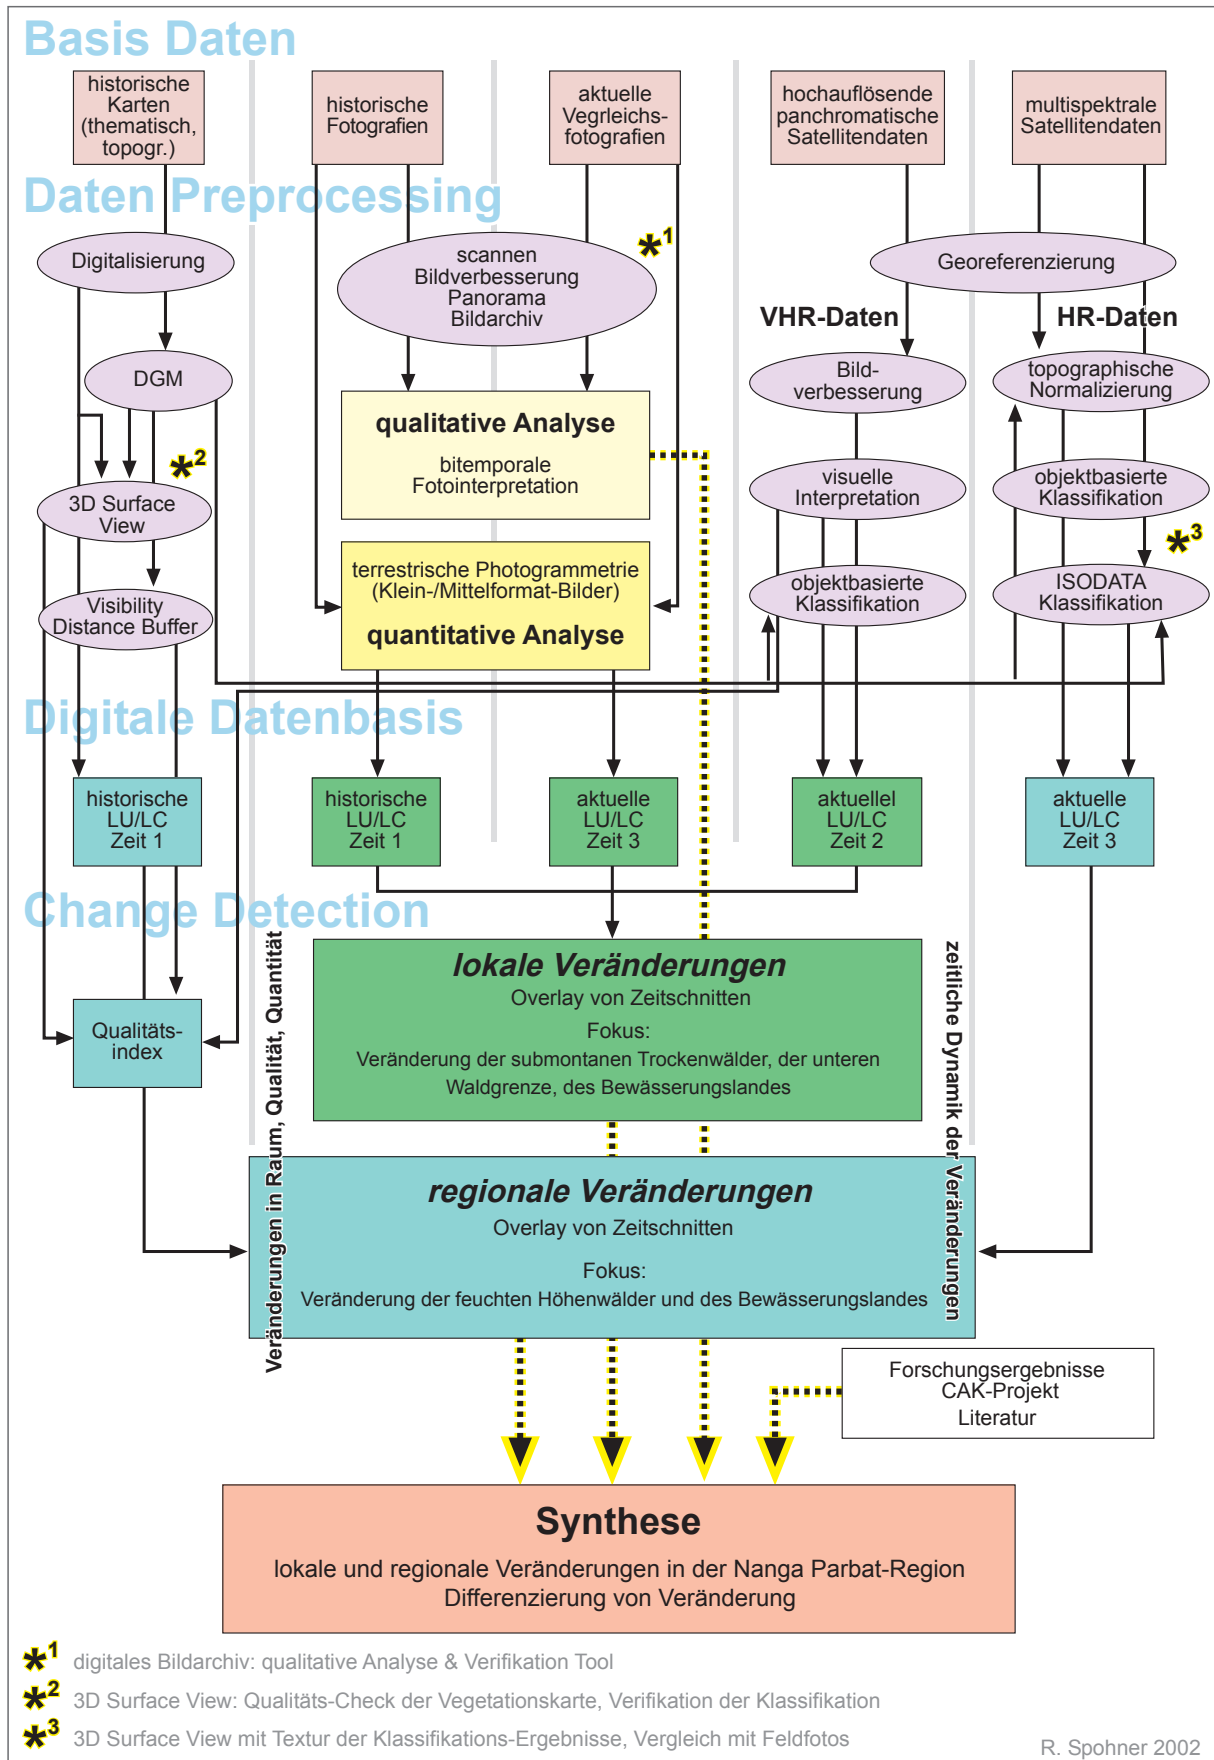 Basis Daten
historische
Karten
(thematisch,
topogr.)
historische
Fotografien
aktuelle
Vegrleichs-
fotografien
hochauflösende
panchromatische
Satellitendaten
multispektrale
Satellitendaten
Daten Preprocessing
Digitalisierung
scannen
Bildverbesserung
Panorama
Bildarchiv
*1
Georeferenzierung
VHR-Daten
HR-Daten
DGM
Bild-
verbesserung
topographische
Normalizierung
qualitative Analyse
bitemporale
Fotointerpretation
*2
3D Surface
View
visuelle
Interpretation
objektbasierte
Klassifikation
*3
terrestrische Photogrammetrie
(Klein-/Mittelformat-Bilder)
quantitative Analyse
Visibility
Distance Buffer
objektbasierte
Klassifikation
ISODATA
Klassifikation
Digitale Datenbasis
historische
LU/LC
Zeit 1
historische
LU/LC
Zeit 1
aktuelle
LU/LC
Zeit 3
aktuellel
LU/LC
Zeit 2
aktuelle
LU/LC
Zeit 3
Change Detection
Qualitäts-
index
Veränderungen in Raum, Qualität, Quantität
lokale Veränderungen
Overlay von Zeitschnitten
Fokus:
Veränderung der submontanen Trockenwälder, der unteren
Waldgrenze, des Bewässerungslandes
zeitliche Dynamik der Veränderungen
regionale Veränderungen
Overlay von Zeitschnitten
Fokus:
Veränderung der feuchten Höhenwälder und des Bewässerungslandes
Forschungsergebnisse
CAK-Projekt
Literatur
Synthese
lokale und regionale Veränderungen in der Nanga Parbat-Region
Differenzierung von Veränderung
*1 digitales Bildarchiv: qualitative Analyse & Verifikation Tool
*2 3D Surface View: Qualitäts-Check der Vegetationskarte, Verifikation der Klassifikation
*3 3D Surface View mit Textur der Klassifikations-Ergebnisse, Vergleich mit Feldfotos
R. Spohner 2002